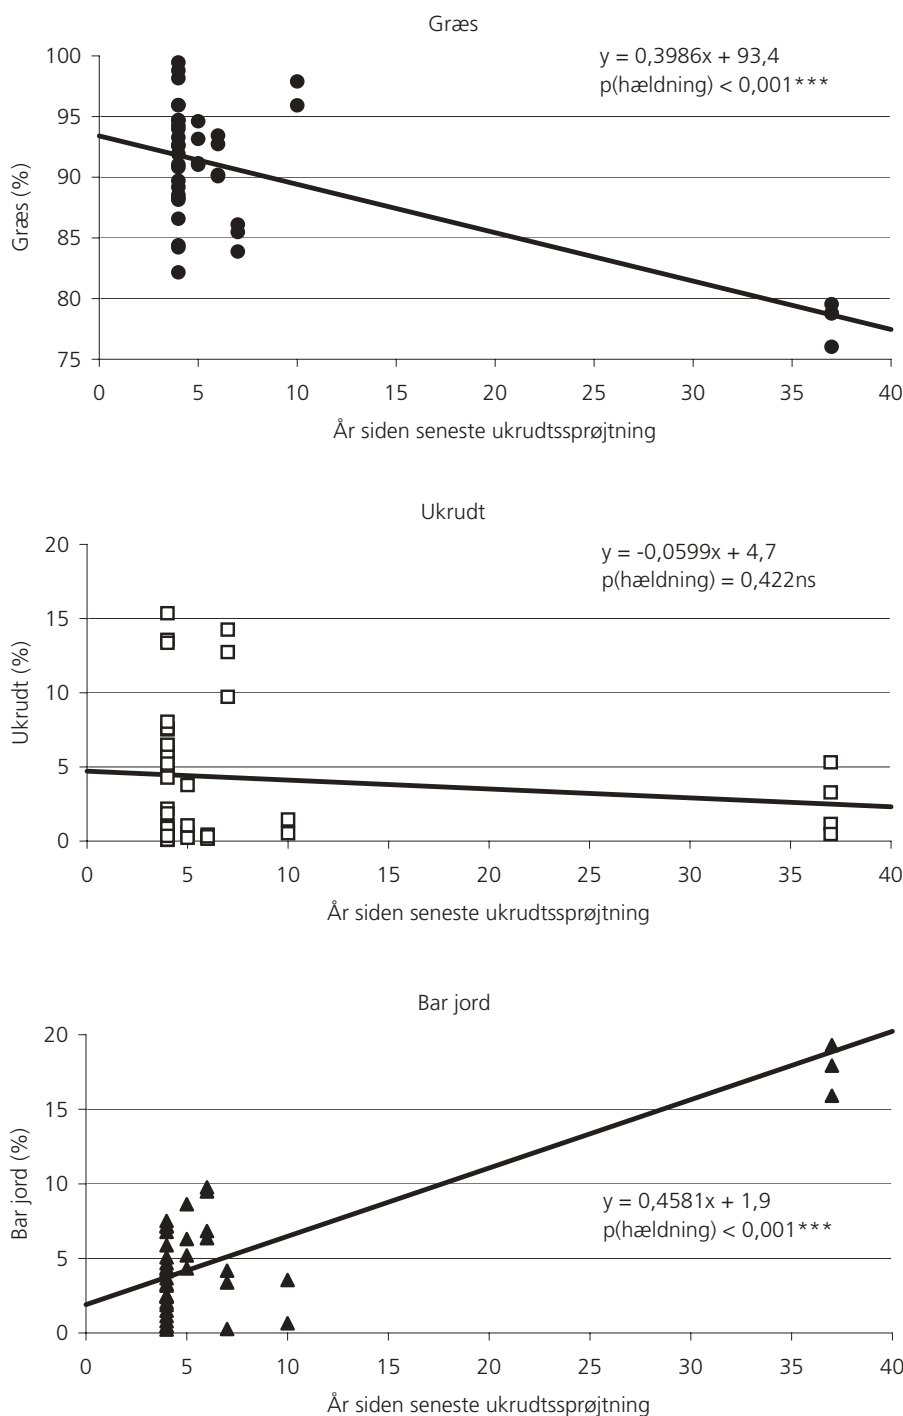 Græs
y = 0,3986x + 93,4
p(hældning) < 0,001***
100
95
90
85
80
75
Græs (%)
0 5 10 15 20 25 30 35 40
År siden seneste ukrudtssprøjtning
Ukrudt
y = -0,0599x + 4,7
p(hældning) = 0,422ns
20
15
10
5
0
Ukrudt (%)
0 5 10 15 20 25 30 35 40
År siden seneste ukrudtssprøjtning
Bar jord
20
15
10
5
0
Bar jord (%)
y = 0,4581x + 1,9
p(hældning) < 0,001***
0 5 10 15 20 25 30 35 40
År siden seneste ukrudtssprøjtning